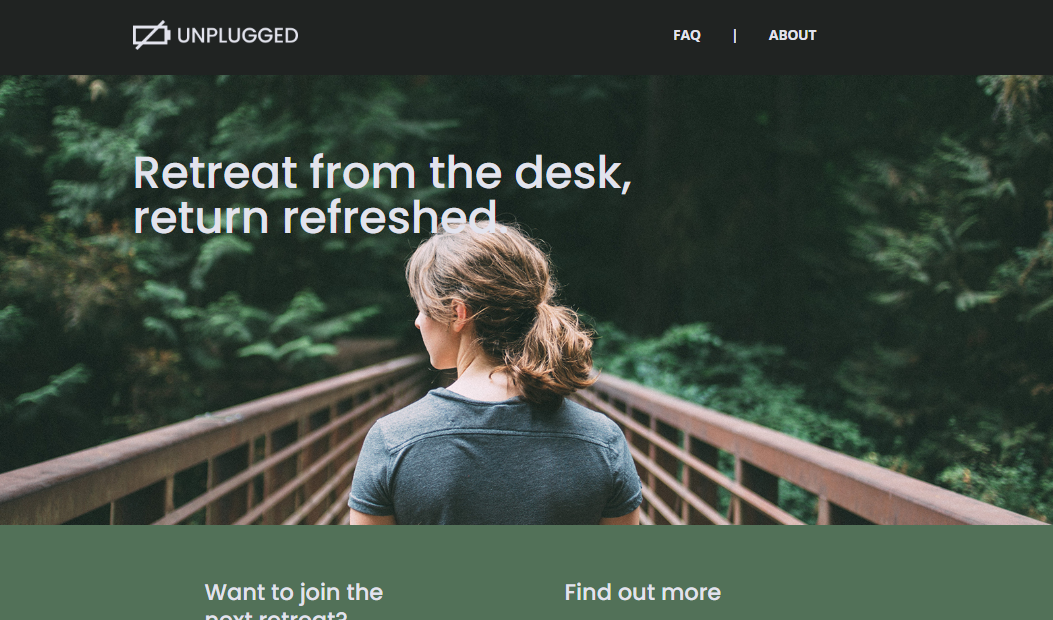 UNPLUGGED
FAQ | ABOUT
Retreat from the desk,
return refreshed.
Want to join the
next retreat?
Find out more